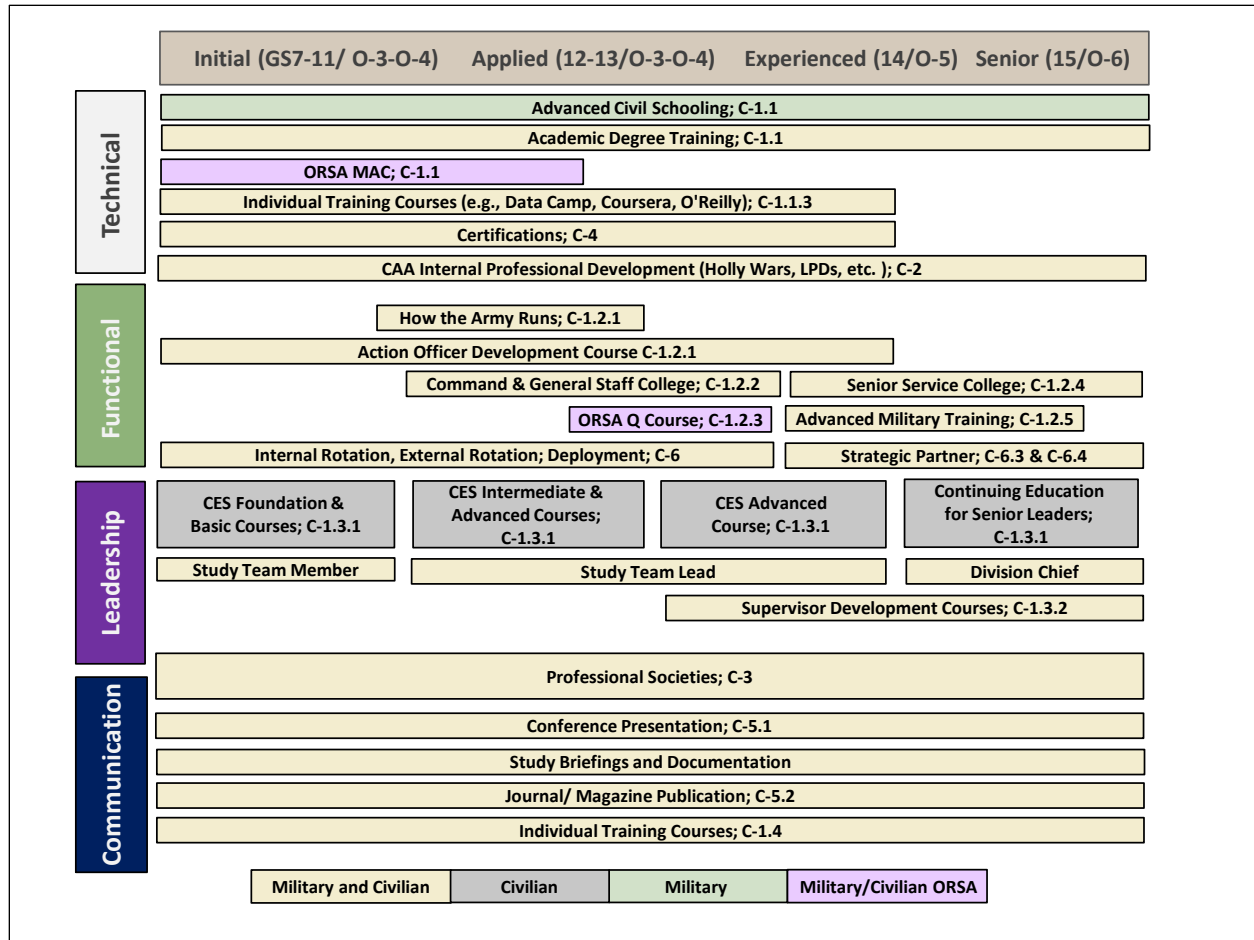 Initial (GS7-11/ O-3-O-4) Applied (12-13/O-3-O-4) Experienced (14/O-5) Senior (15/O-6)
Technical
Advanced Civil Schooling; C-1.1
Academic Degree Training; C-1.1
ORSA MAC; C-1.1
Individual Training Courses (e.g., Data Camp, Coursera, O'Reilly); C-1.1.3
Certifications; C-4
CAA Internal Professional Development (Holly Wars, LPDs, etc. ); C-2
Functional
How the Army Runs; C-1.2.1
Action Officer Development Course C-1.2.1
Command & General Staff College; C-1.2.2
Senior Service College; C-1.2.4
ORSA Q Course; C-1.2.3
Advanced Military Training; C-1.2.5
Internal Rotation, External Rotation; Deployment; C-6
Strategic Partner; C-6.3 & C-6.4
Leadership
CES Foundation &
Basic Courses; C-1.3.1
CES Intermediate &
Advanced Courses;
C-1.3.1
CES Advanced
Course; C-1.3.1
Continuing Education
for Senior Leaders;
C-1.3.1
Study Team Member
Study Team Lead
Division Chief
Supervisor Development Courses; C-1.3.2
Communication
Professional Societies; C-3
Conference Presentation; C-5.1
Study Briefings and Documentation
Journal/ Magazine Publication; C-5.2
Individual Training Courses; C-1.4
Military and Civilian
Civilian
Military
Military/Civilian ORSA